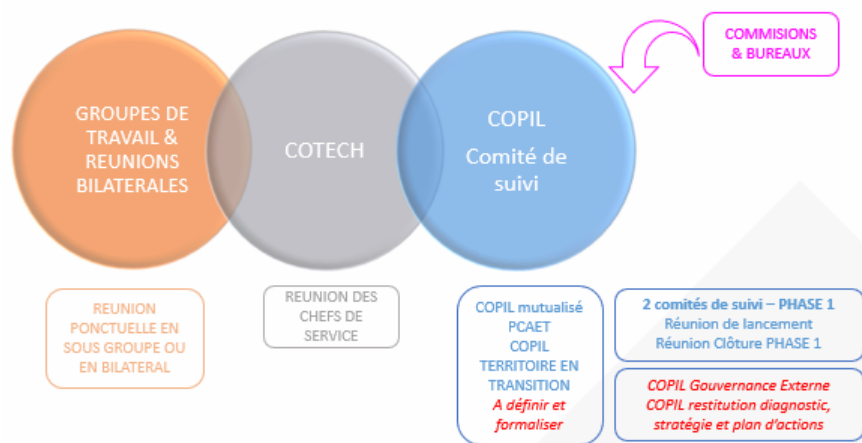 COMMISIONS
& BUREAUX
GROUPES DE
TRAVAIL &
REUNIONS
BILATERALES
COTECH
COPIL
Comité de
suivi
REUNION
PONCTUELLE EN
SOUS GROUPE OU
EN BILATERAL
REUNION DES
CHEFS DE
SERVICE
COPIL mutualisé
PCAET
COPIL
TERRITOIRE EN
TRANSITION
A définir et
formaliser
2 comités de suivi – PHASE 1
Réunion de lancement
Réunion Clôture PHASE 1
COPIL Gouvernance Externe
COPIL restitution diagnostic,
stratégie et plan d'actions